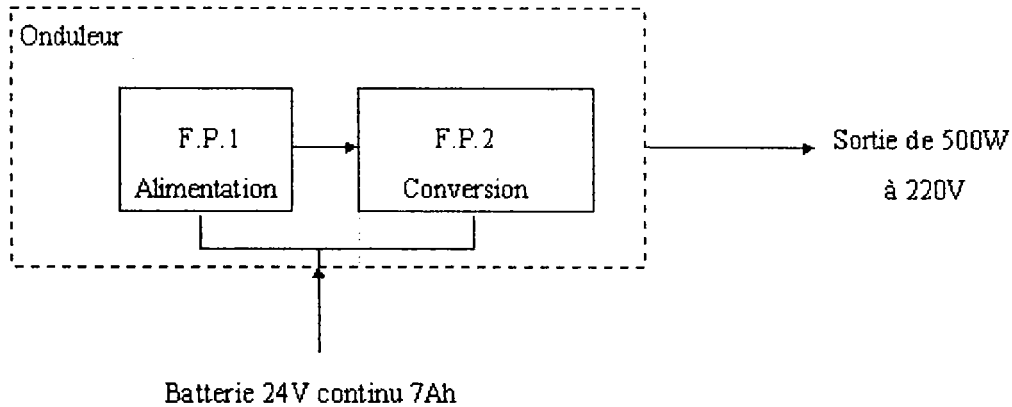 Onduleur
F.P.1
Alimentation
F.P.2
Conversion
Sortie de 500W
à 220V
Batterie 24V continu 7Ah